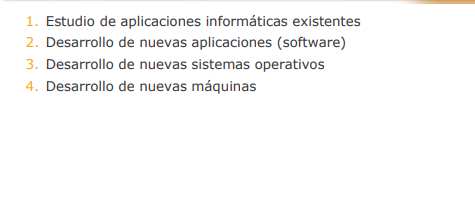 1. Estudio de aplicaciones informáticas existentes
2. Desarrollo de nuevas aplicaciones (software)
3. Desarrollo de nuevas sistemas operativos
4. Desarrollo de nuevas máquinas